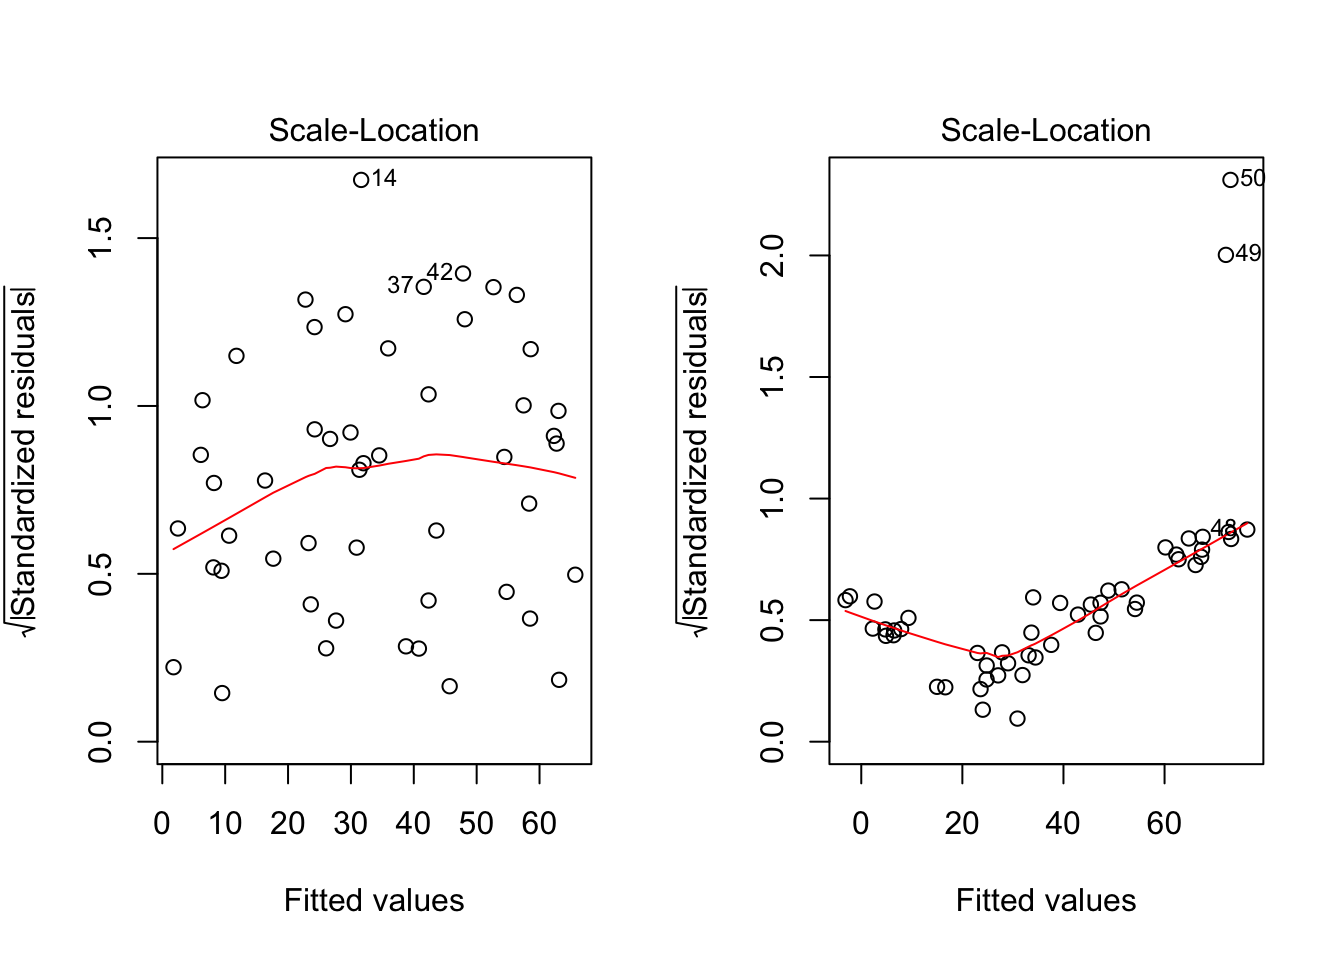 Scale-Location
√|Standardized residuals|
1.5
1.0
0.5
0.0
14
42
37
0 10 20 30 40 50 60
Fitted values
Scale-Location
√|Standardized residuals|
2.0
1.5
1.0
0.5
0.0
50
49
48
0 20 40 60
Fitted values